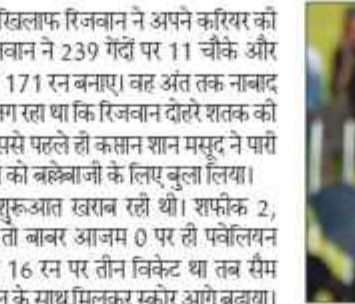 खिलाफ रिजवान ने अपने करियर की
वान ने 239 गेंदों पर 11 चौके और
171 रन बनाए। वह अंत तक नाबाद
लग रहा था कि रिजवान दोहरे शतक की
ससे पहले ही कप्तान शान मसूद ने पारी
को बल्लेबाजी के लिए बुला लिया।
शुरूआत खराब रही थी। शफीक 2,
तो बाबर आजम 0 पर ही पवेलियन
16 रन पर तीन विकेट था तब सैम
के साथ मिलकर स्कोर आगे बढ़ाया।